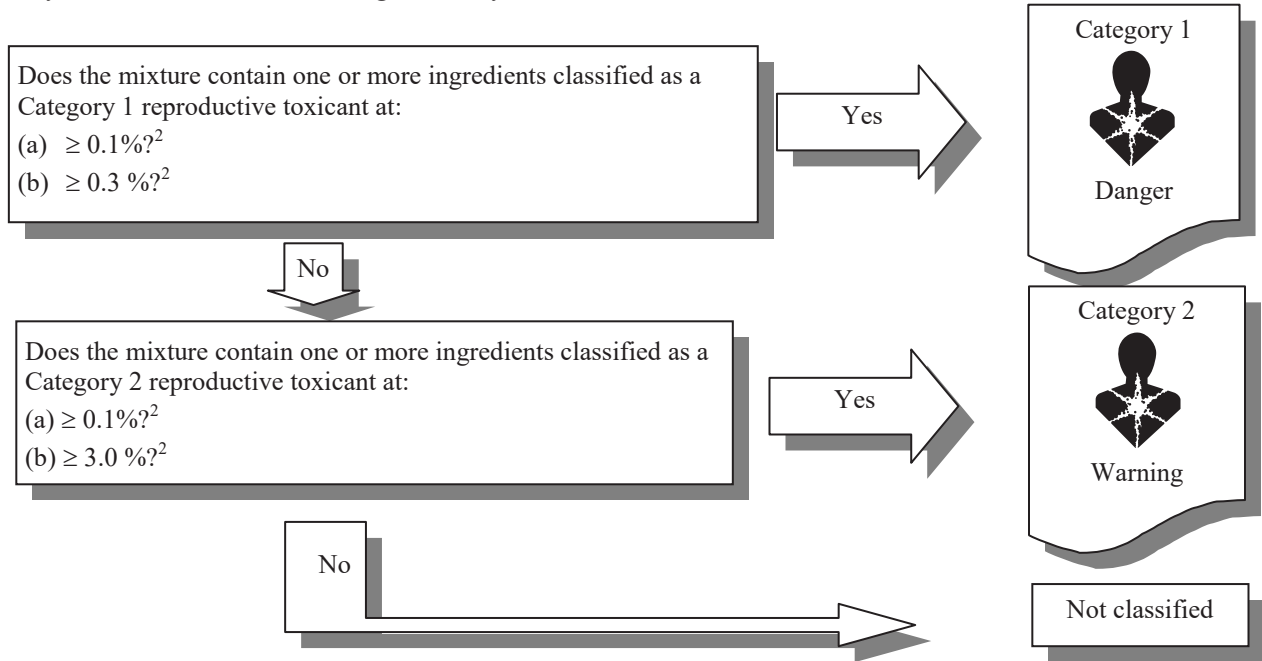 Does the mixture contain one or more ingredients classified as a
Category 1 reproductive toxicant at:
(a) ≥ 0.1%?²
(b) ≥ 0.3 %?²
Yes
Category 1
Danger
No
Does the mixture contain one or more ingredients classified as a
Category 2 reproductive toxicant at:
(a) ≥ 0.1%?²
(b) ≥ 3.0 %?²
Yes
Category 2
Warning
No
Not classified